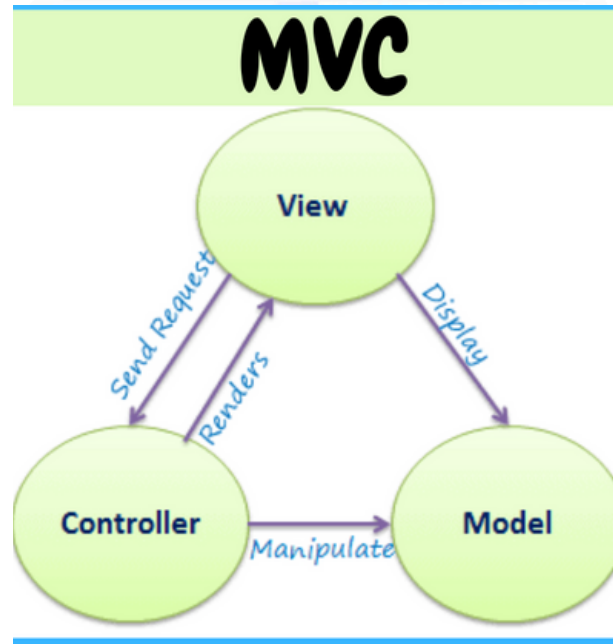 MVC
View
Send Request
Renders
Display
Controller
Manipulate
Model